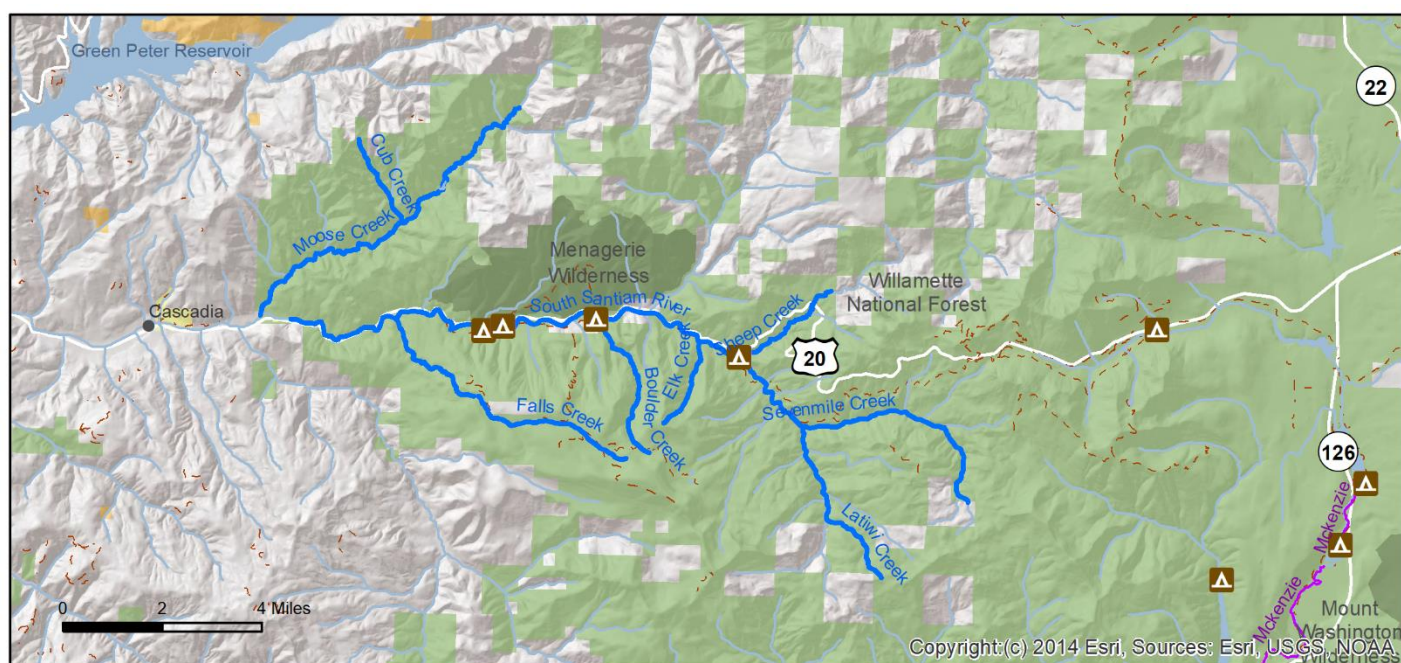 Green Peter Reservoir
22
Cub Creek
Moose Creek
Menagerie
Wilderness
Willamette
National Forest
South Santiam River
Cascadia
Sheep Creek
20
Elk Creek
Boulder Creek
Falls Creek
Sevenmile Creek
126
Latiwi Creek
Mckenzie
Mckenzie
0 2 4 Miles
Mount
Washington
Wilderness
Copyright:(c) 2014 Esri, Sources: Esri, USGS, NOAA